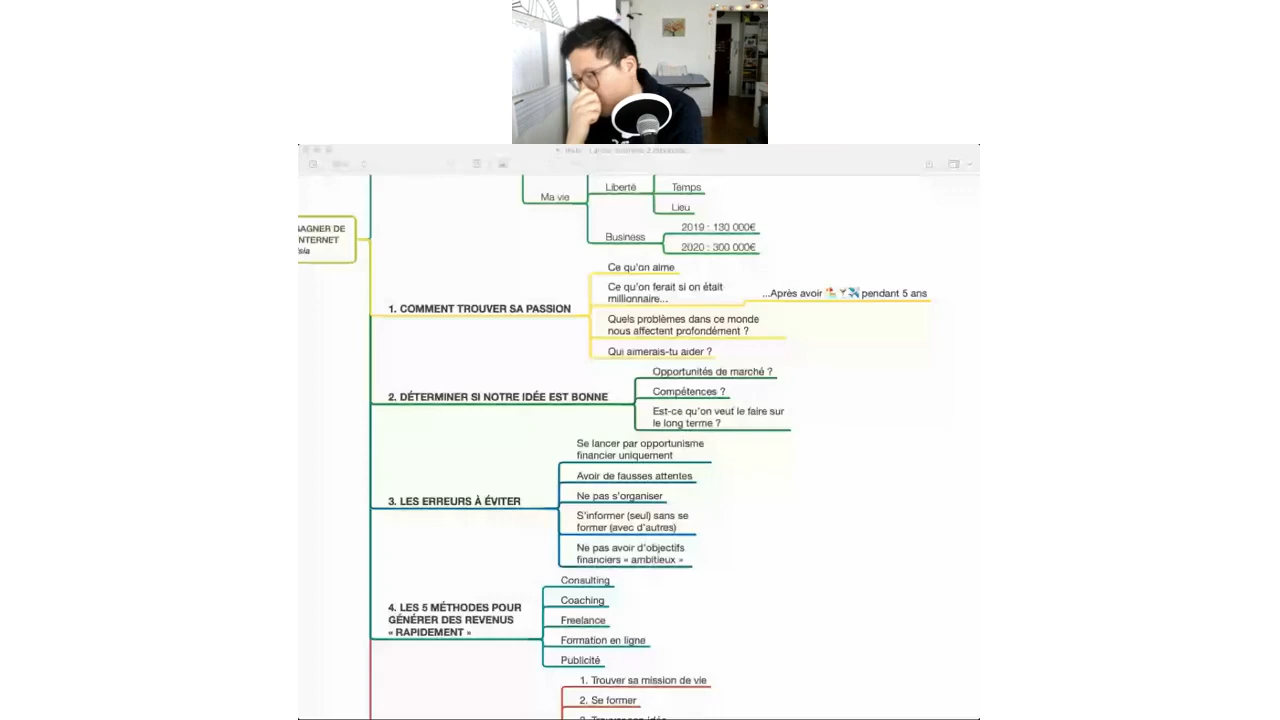 Ma vie
Liberté
Temps
Lieu
Business
2019 : 130 000€
2020 : 300 000€
GAGNER DE
INTERNET
1. COMMENT TROUVER SA PASSION
Ce qu'on aime
Ce qu'on ferait si on était
millionnaire...
...Après avoir 🏖️🍸✈️ pendant 5 ans
Quels problèmes dans ce monde
nous affectent profondément ?
Qui aimerais-tu aider ?
2. DÉTERMINER SI NOTRE IDÉE EST BONNE
Opportunités de marché ?
Compétences ?
Est-ce qu'on veut le faire sur
le long terme ?
3. LES ERREURS À ÉVITER
Se lancer par opportunisme
financier uniquement
Avoir de fausses attentes
Ne pas s'organiser
S'informer (seul) sans se
former (avec d'autres)
Ne pas avoir d'objectifs
financiers « ambitieux »
4. LES 5 MÉTHODES POUR
GÉNÉRER DES REVENUS
« RAPIDEMENT »
Consulting
Coaching
Freelance
Formation en ligne
Publicité
1. Trouver sa mission de vie
2. Se former